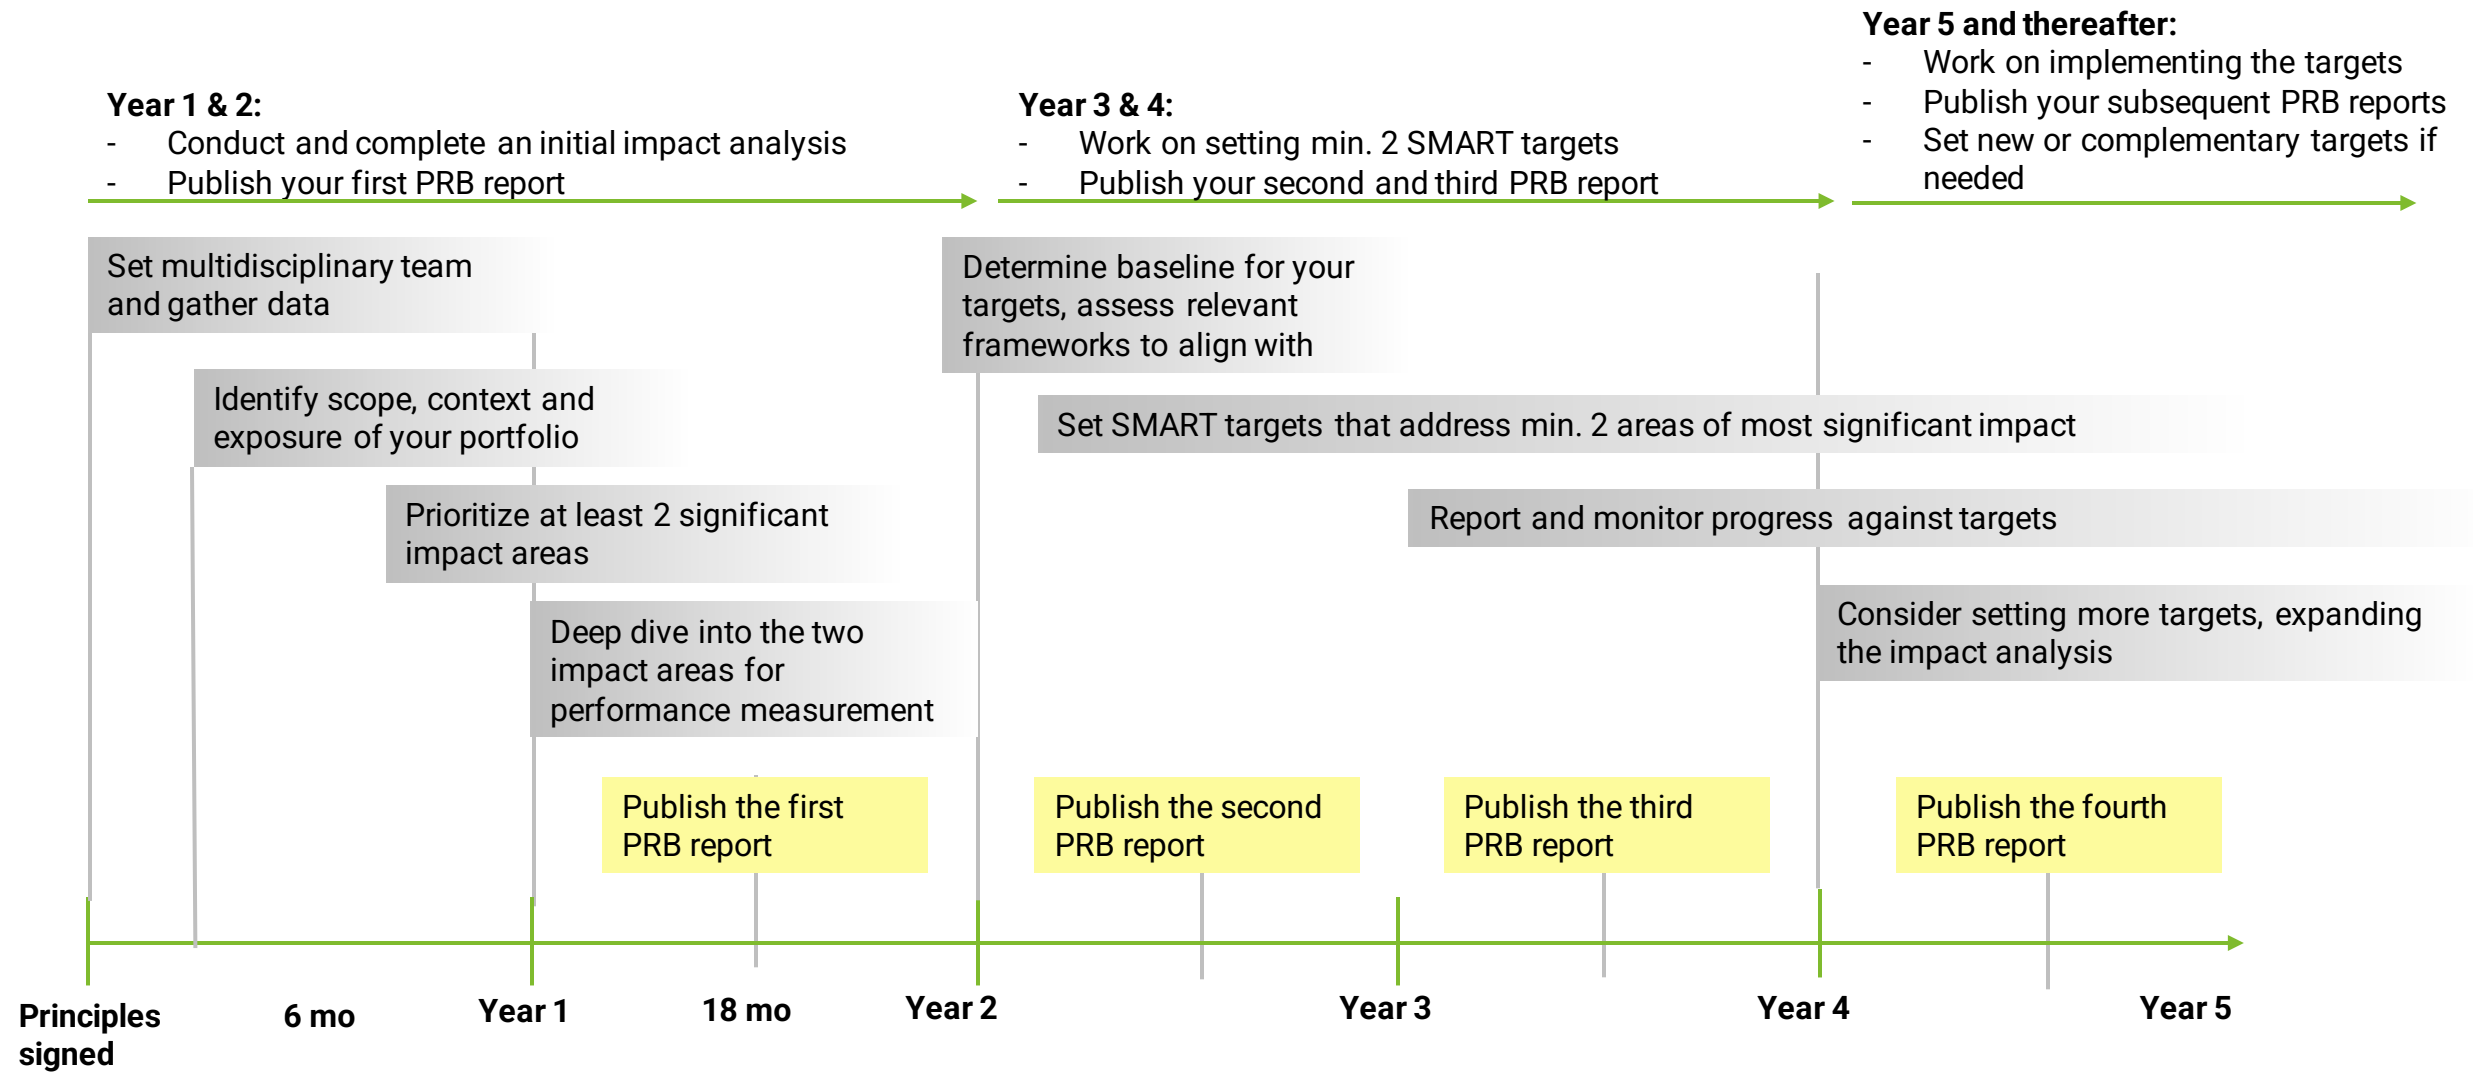 Year 1 & 2:
- Conduct and complete an initial impact analysis
- Publish your first PRB report
Year 3 & 4:
- Work on setting min. 2 SMART targets
- Publish your second and third PRB report
Year 5 and thereafter:
- Work on implementing the targets
- Publish your subsequent PRB reports
- Set new or complementary targets if
needed
Set multidisciplinary team
and gather data
Identify scope, context and
exposure of your portfolio
Prioritize at least 2 significant
impact areas
Deep dive into the two
impact areas for
performance measurement
Determine baseline for your
targets, assess relevant
frameworks to align with
Set SMART targets that address min. 2 areas of most significant impact
Report and monitor progress against targets
Consider setting more targets, expanding
the impact analysis
Publish the first
PRB report
Publish the second
PRB report
Publish the third
PRB report
Publish the fourth
PRB report
Principles
signed
6 mo
Year 1
18 mo
Year 2
Year 3
Year 4
Year 5